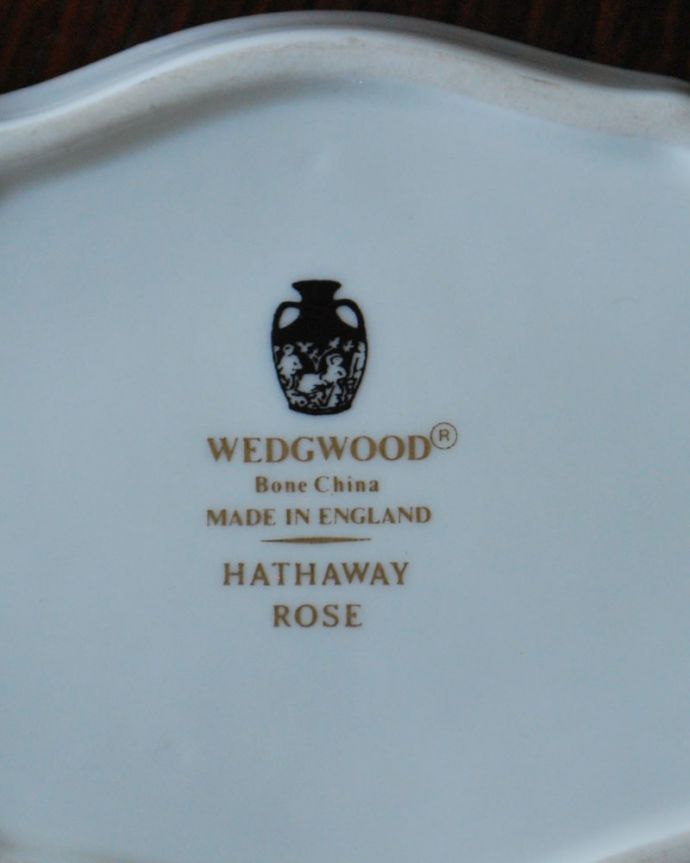 WEDGWOOD®
Bone China
MADE IN ENGLAND
HATHAWAY
ROSE